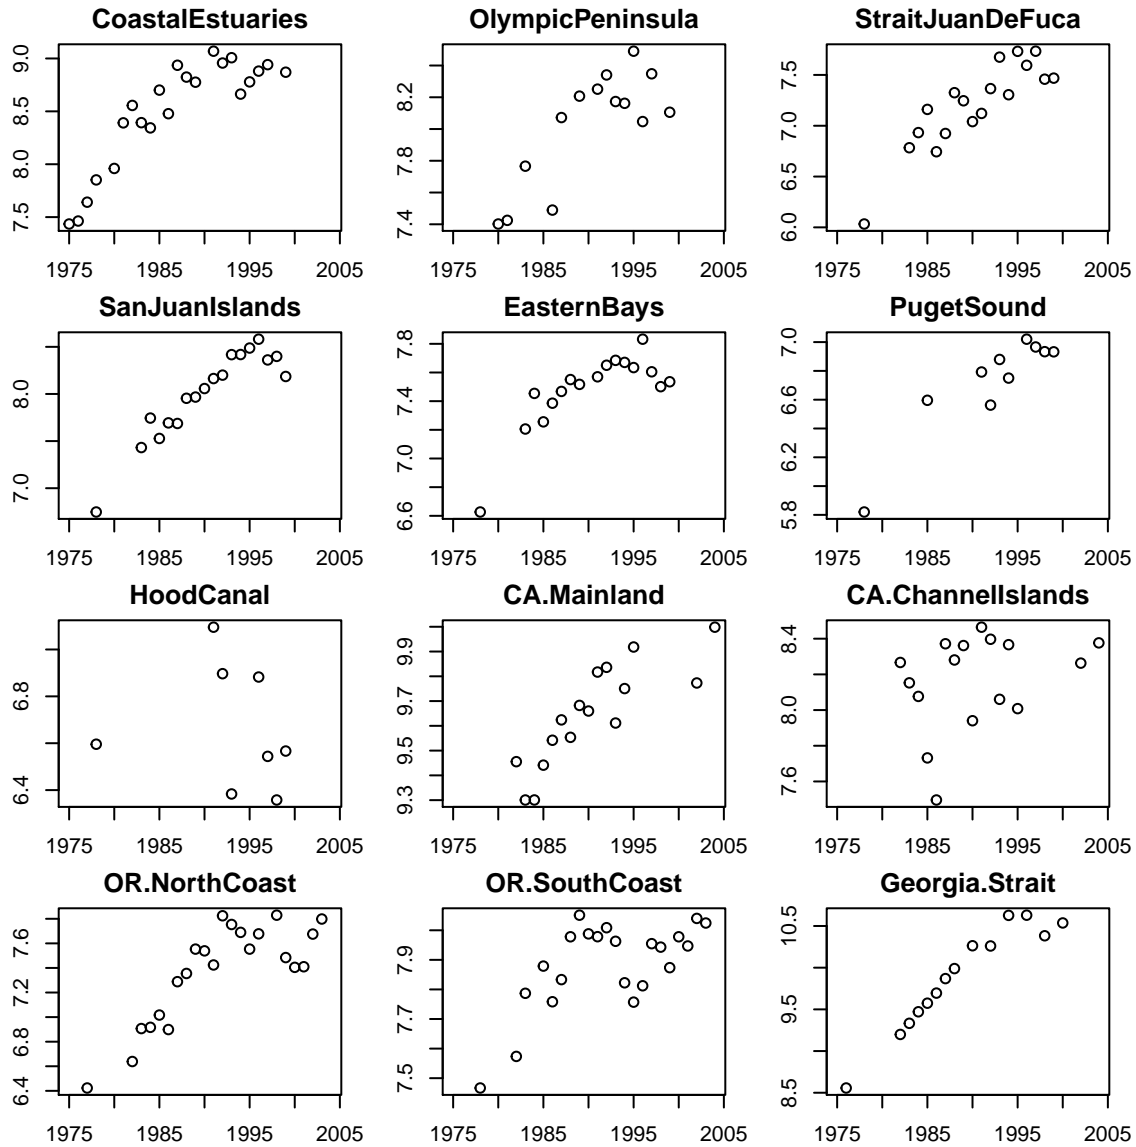 CoastalEstuaries OlympicPeninsula StraitJuanDeFuca
9.0 8.5 8.0 7.5
8.2 7.8 7.4
7.5 7.0 6.5 6.0
1975 1985 1995 2005 1975 1985 1995 2005 1975 1985 1995 2005
SanJuanIslands EasternBays PugetSound
8.0 7.0
7.8 7.4 7.0 6.6
7.0 6.6 6.2 5.8
1975 1985 1995 2005 1975 1985 1995 2005 1975 1985 1995 2005
HoodCanal CA.Mainland CA.ChannelIslands
6.8 6.4
9.9 9.7 9.5 9.3
8.4 8.0 7.6
1975 1985 1995 2005 1975 1985 1995 2005 1975 1985 1995 2005
OR.NorthCoast OR.SouthCoast Georgia.Strait
7.6 7.2 6.8 6.4
7.9 7.7 7.5
10.5 9.5 8.5
1975 1985 1995 2005 1975 1985 1995 2005 1975 1985 1995 2005